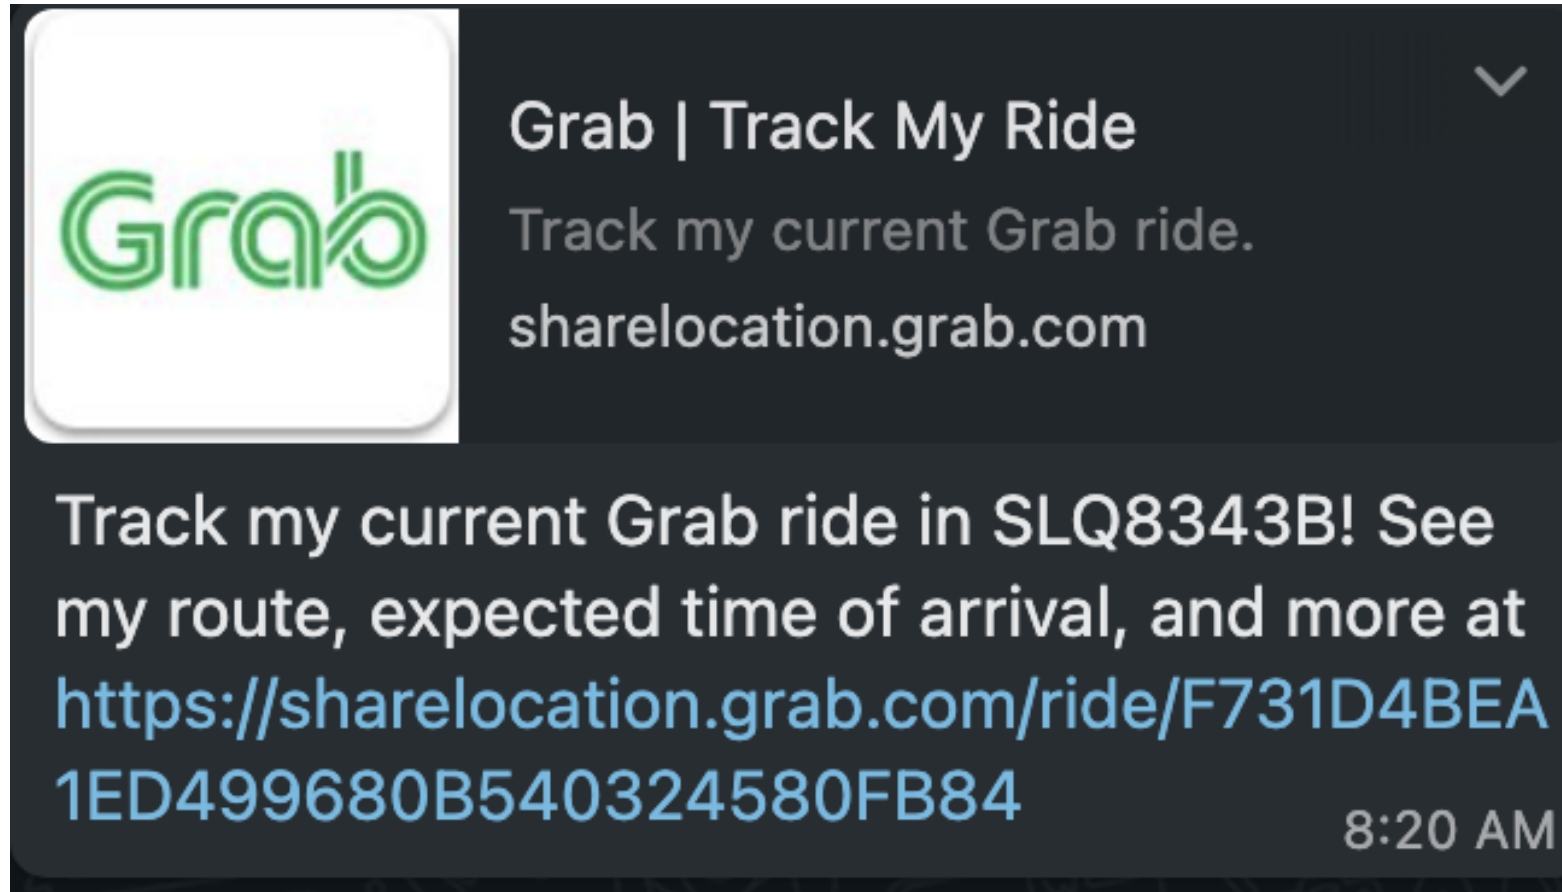 Grab
Grab | Track My Ride
Track my current Grab ride.
sharelocation.grab.com
Track my current Grab ride in SLQ8343B! See
my route, expected time of arrival, and more at
https://sharelocation.grab.com/ride/F731D4BEA
1ED499680B540324580FB84
8:20 AM